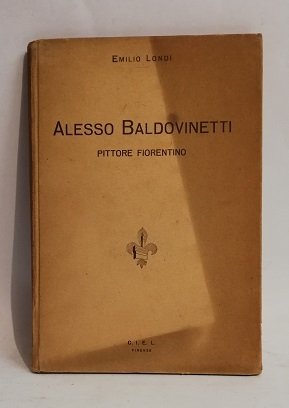 EMILIO LONDI
ALESSO BALDOVINETTI
PITTORE FIORENTINO
C. I. E. L.
FIRENZE